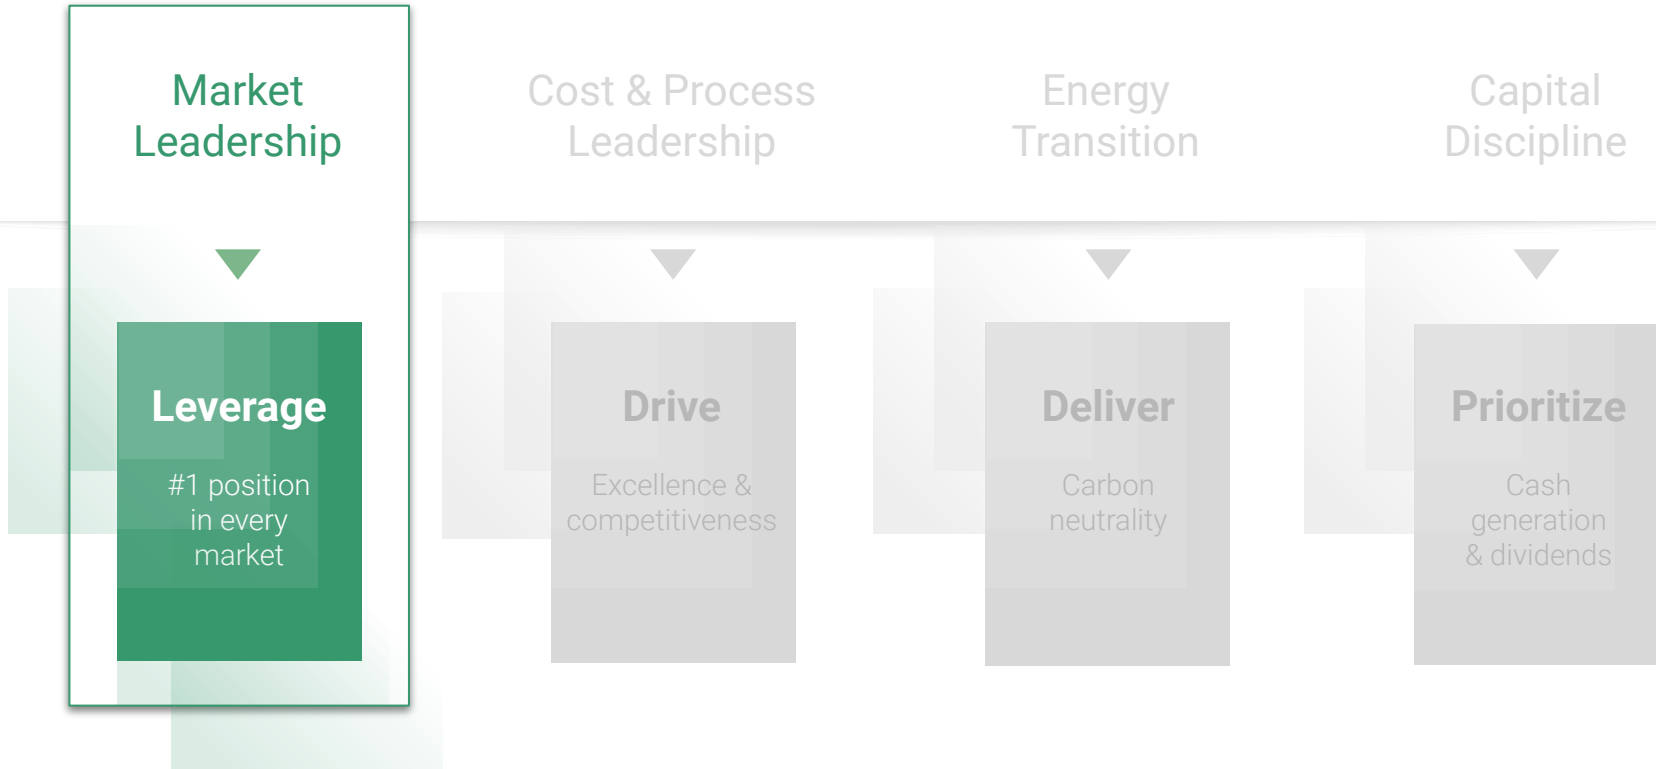 Market
Leadership
Cost & Process
Leadership
Energy
Transition
Capital
Discipline
Leverage
#1 position
in every
market
Drive
Excellence &
competitiveness
Deliver
Carbon
neutrality
Prioritize
Cash
generation
& dividends